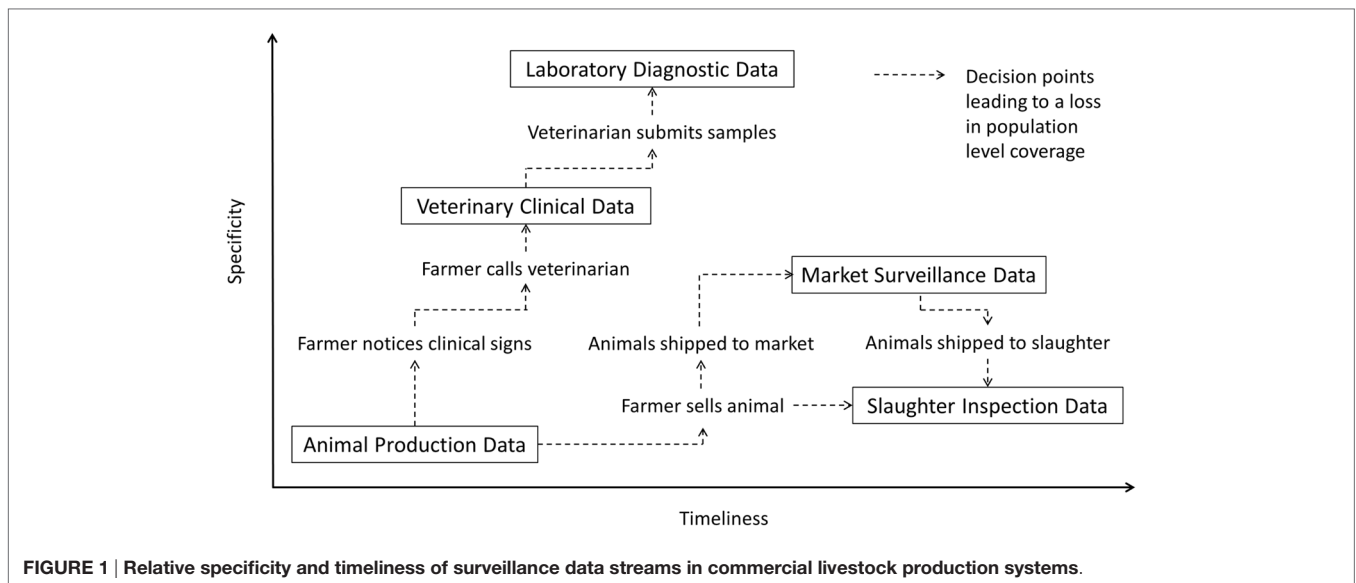 Laboratory Diagnostic Data
Decision points
leading to a loss
in population
level coverage
Veterinarian submits samples
Veterinary Clinical Data
Specificity
Farmer calls veterinarian
Market Surveillance Data
Farmer notices clinical signs
Animals shipped to market
Animals shipped to slaughter
Farmer sells animal
Slaughter Inspection Data
Animal Production Data
Timeliness
FIGURE 1 | Relative specificity and timeliness of surveillance data streams in commercial livestock production systems.